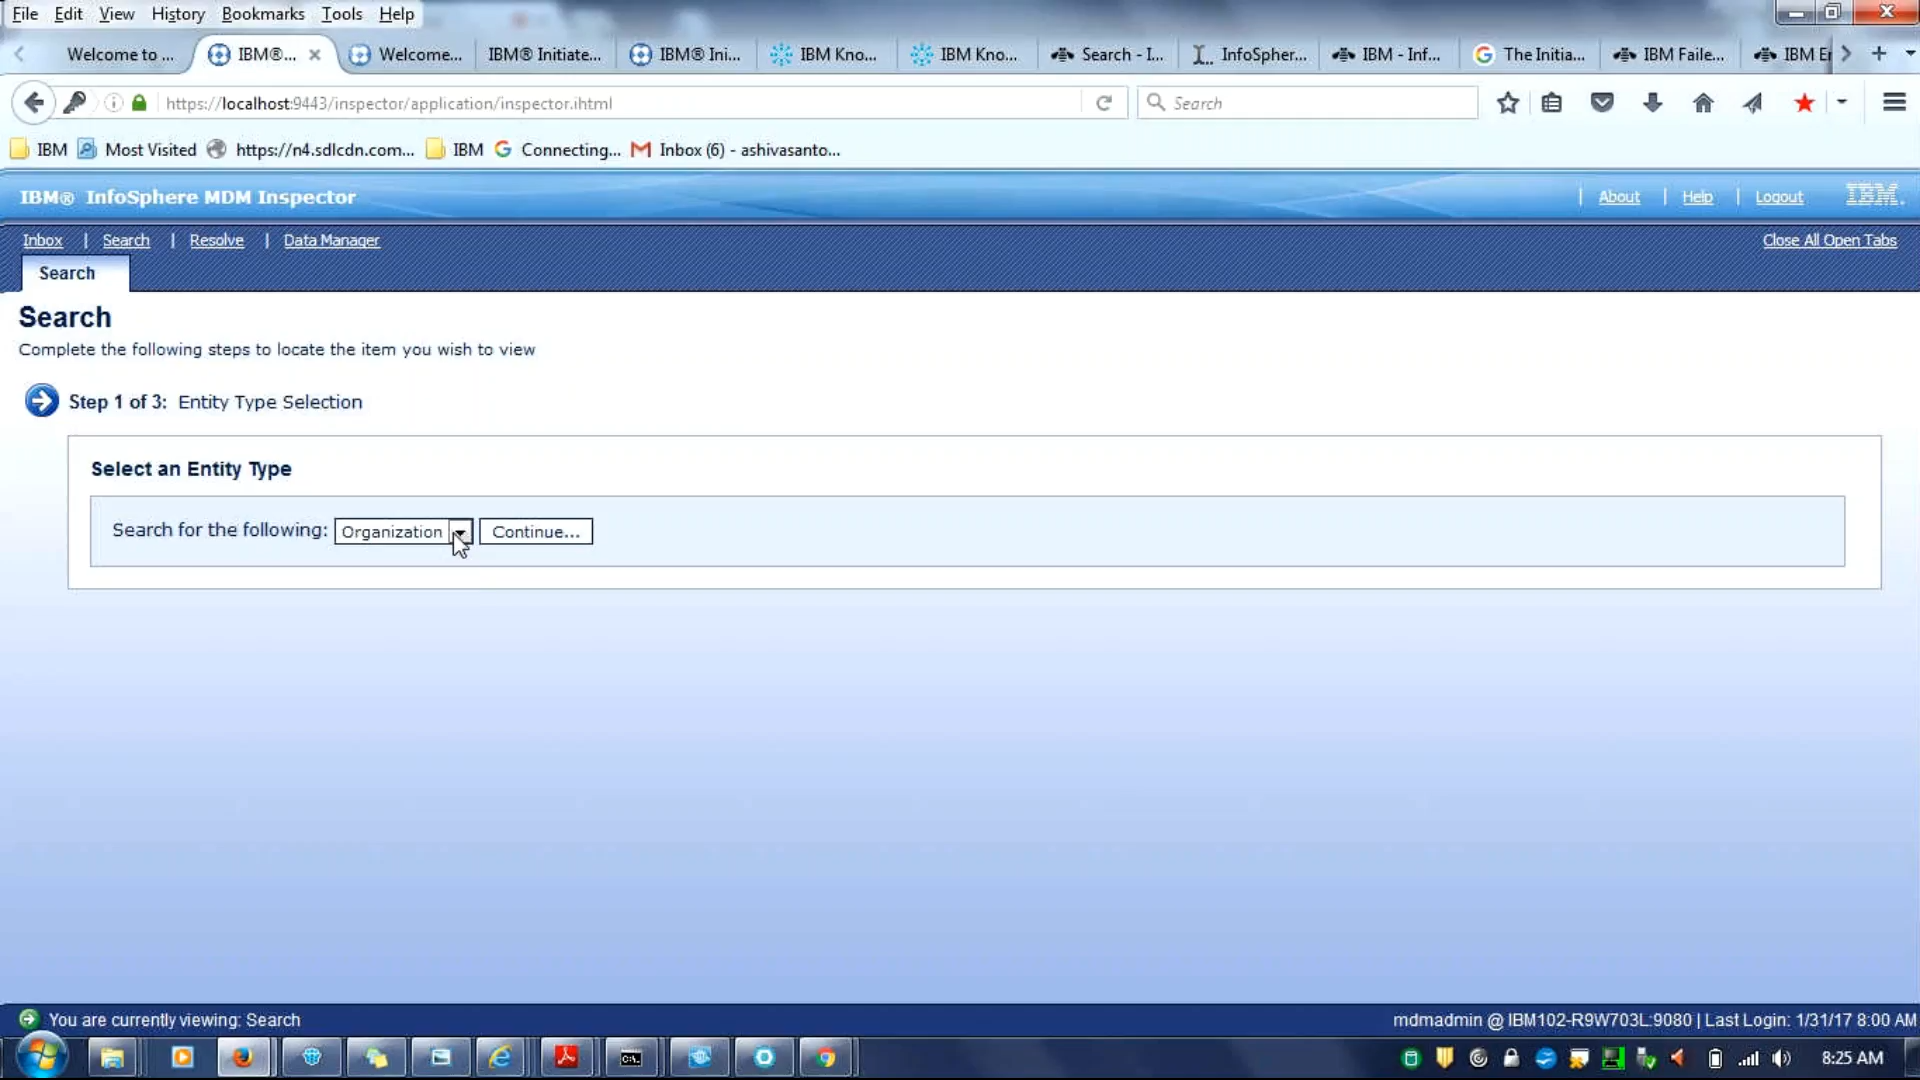 File Edit View History Bookmarks Tools Help
Welcome to ... IBM®... Welcome... IBM® Initiate... IBM® Ini... IBM Kno... IBM Kno... Search - I... InfoSpher... IBM - Inf... The Initia... IBM Faile... IBM Er
https://localhost:9443/inspector/application/inspector.ihtml Search
IBM Most Visited https://n4.sdlcdn.com... IBM Connecting... Inbox (6) - ashivasanto...
IBM® InfoSphere MDM Inspector | About | Help | Logout IBM.
Inbox | Search | Resolve | Data Manager Close All Open Tabs
Search
Search
Complete the following steps to locate the item you wish to view
Step 1 of 3: Entity Type Selection
Select an Entity Type
Search for the following: Organization Continue...
You are currently viewing: Search mdmadmin @ IBM102-R9W703L:9080 | Last Login: 1/31/17 8:00 AM
8:25 AM